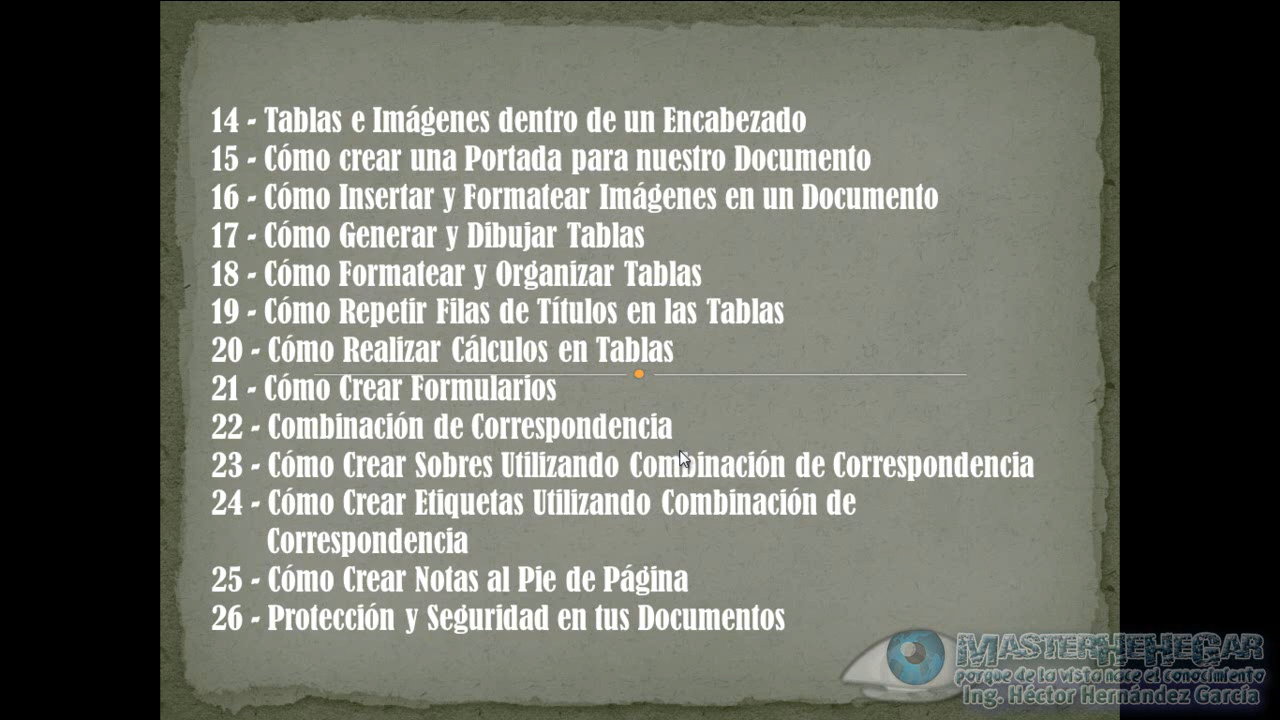 14 - Tablas e Imágenes dentro de un Encabezado
15 - Cómo crear una Portada para nuestro Documento
16 - Cómo Insertar y Formatear Imágenes en un Documento
17 - Cómo Generar y Dibujar Tablas
18 - Cómo Formatear y Organizar Tablas
19 - Cómo Repetir Filas de Títulos en las Tablas
20 - Cómo Realizar Cálculos en Tablas
21 - Cómo Crear Formularios
22 - Combinación de Correspondencia
23 - Cómo Crear Sobres Utilizando Combinación de Correspondencia
24 - Cómo Crear Etiquetas Utilizando Combinación de
Correspondencia
25 - Cómo Crear Notas al Pie de Página
26 - Protección y Seguridad en tus Documentos
MASTERHEHEGAR
porque de la vista nace el conocimiento
Ing. Héctor Hernández García